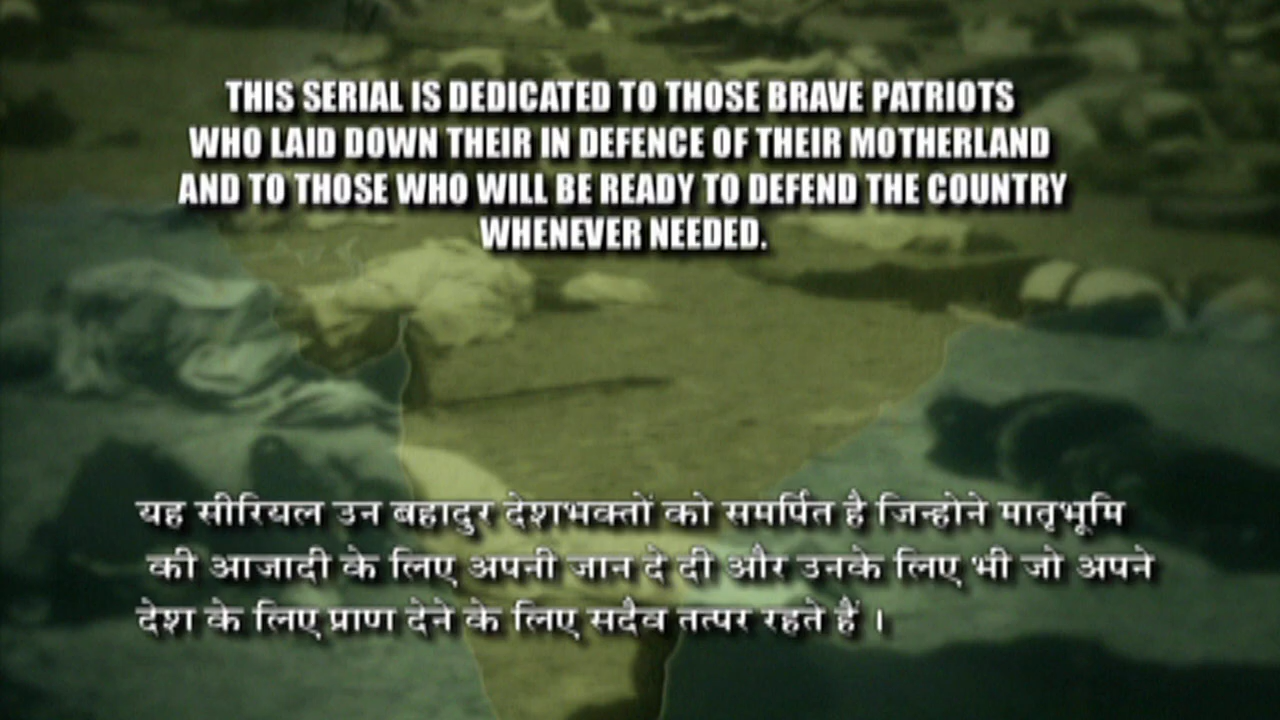 THIS SERIAL IS DEDICATED TO THOSE BRAVE PATRIOTS
WHO LAID DOWN THEIR IN DEFENCE OF THEIR MOTHERLAND
AND TO THOSE WHO WILL BE READY TO DEFEND THE COUNTRY
WHENEVER NEEDED.
यह सीरियल उन बहादुर देशभक्तों को समर्पित है जिन्होने मातृभूमि
की आजादी के लिए अपनी जान दे दी और उनके लिए भी जो अपने
देश के लिए प्राण देने के लिए सदैव तत्पर रहते हैं ।